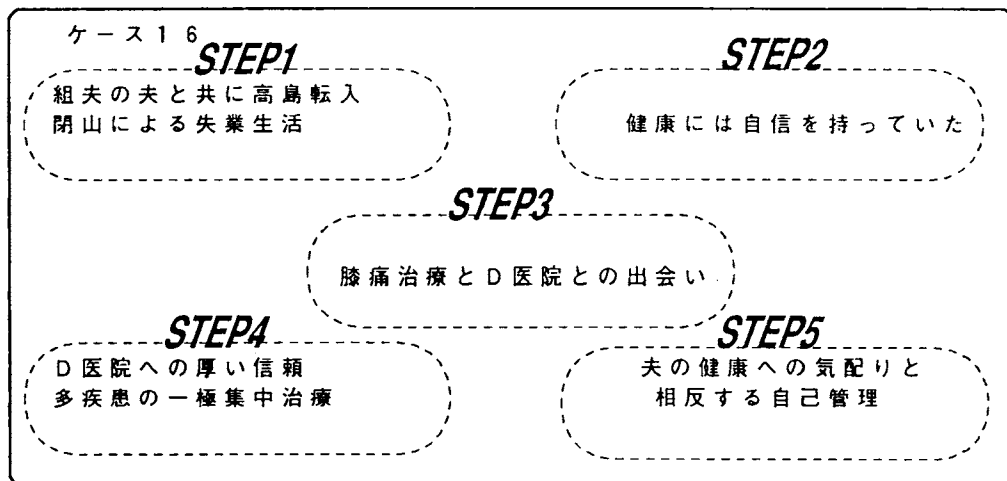 ケース16
STEP1
組夫の夫と共に高島転入
閉山による失業生活
STEP2
健康には自信を持っていた
STEP3
膝痛治療とD医院との出会い
STEP4
D医院への厚い信頼
多疾患の一極集中治療
STEP5
夫の健康への気配りと
相反する自己管理